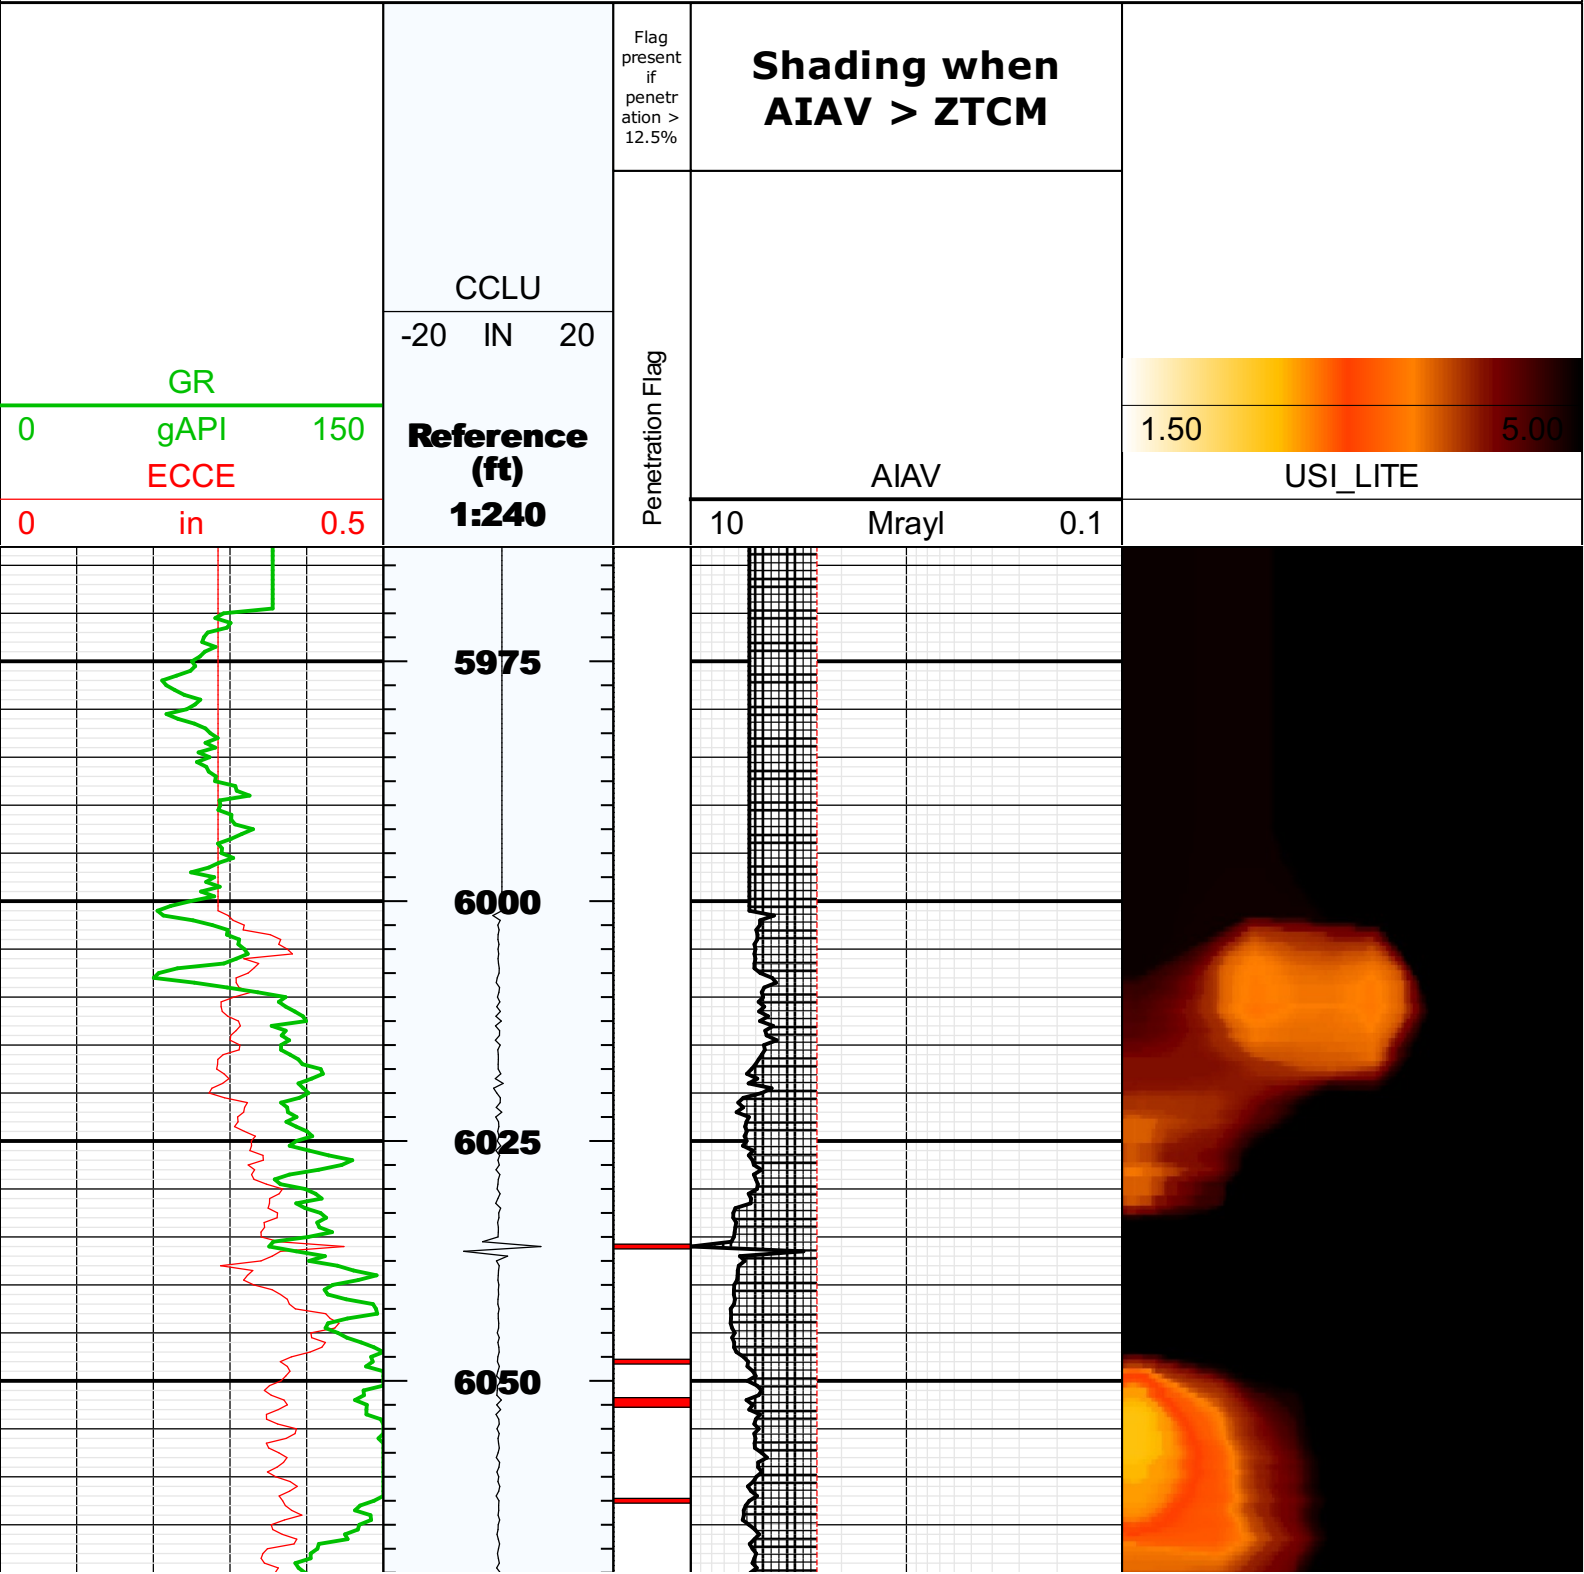 Flag
present
if
penetr
ation >
12.5%
Shading when
AIAV > ZTCM
CCLU
-20 IN 20
GR
0 gAPI 150
ECCE
0 in 0.5
Reference
(ft)
1:240
Penetration Flag
AIAV
10 Mrayl 0.1
1.50 5.00
USI_LITE
5975
6000
6025
6050